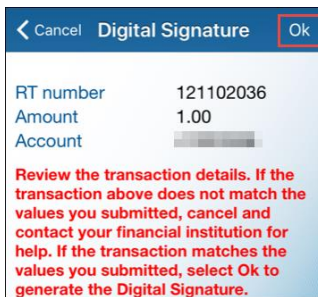 Cancel Digital Signature Ok
RT number 121102036
Amount 1.00
Account
Review the transaction details. If the
transaction above does not match the
values you submitted, cancel and
contact your financial institution for
help. If the transaction matches the
values you submitted, select Ok to
generate the Digital Signature.